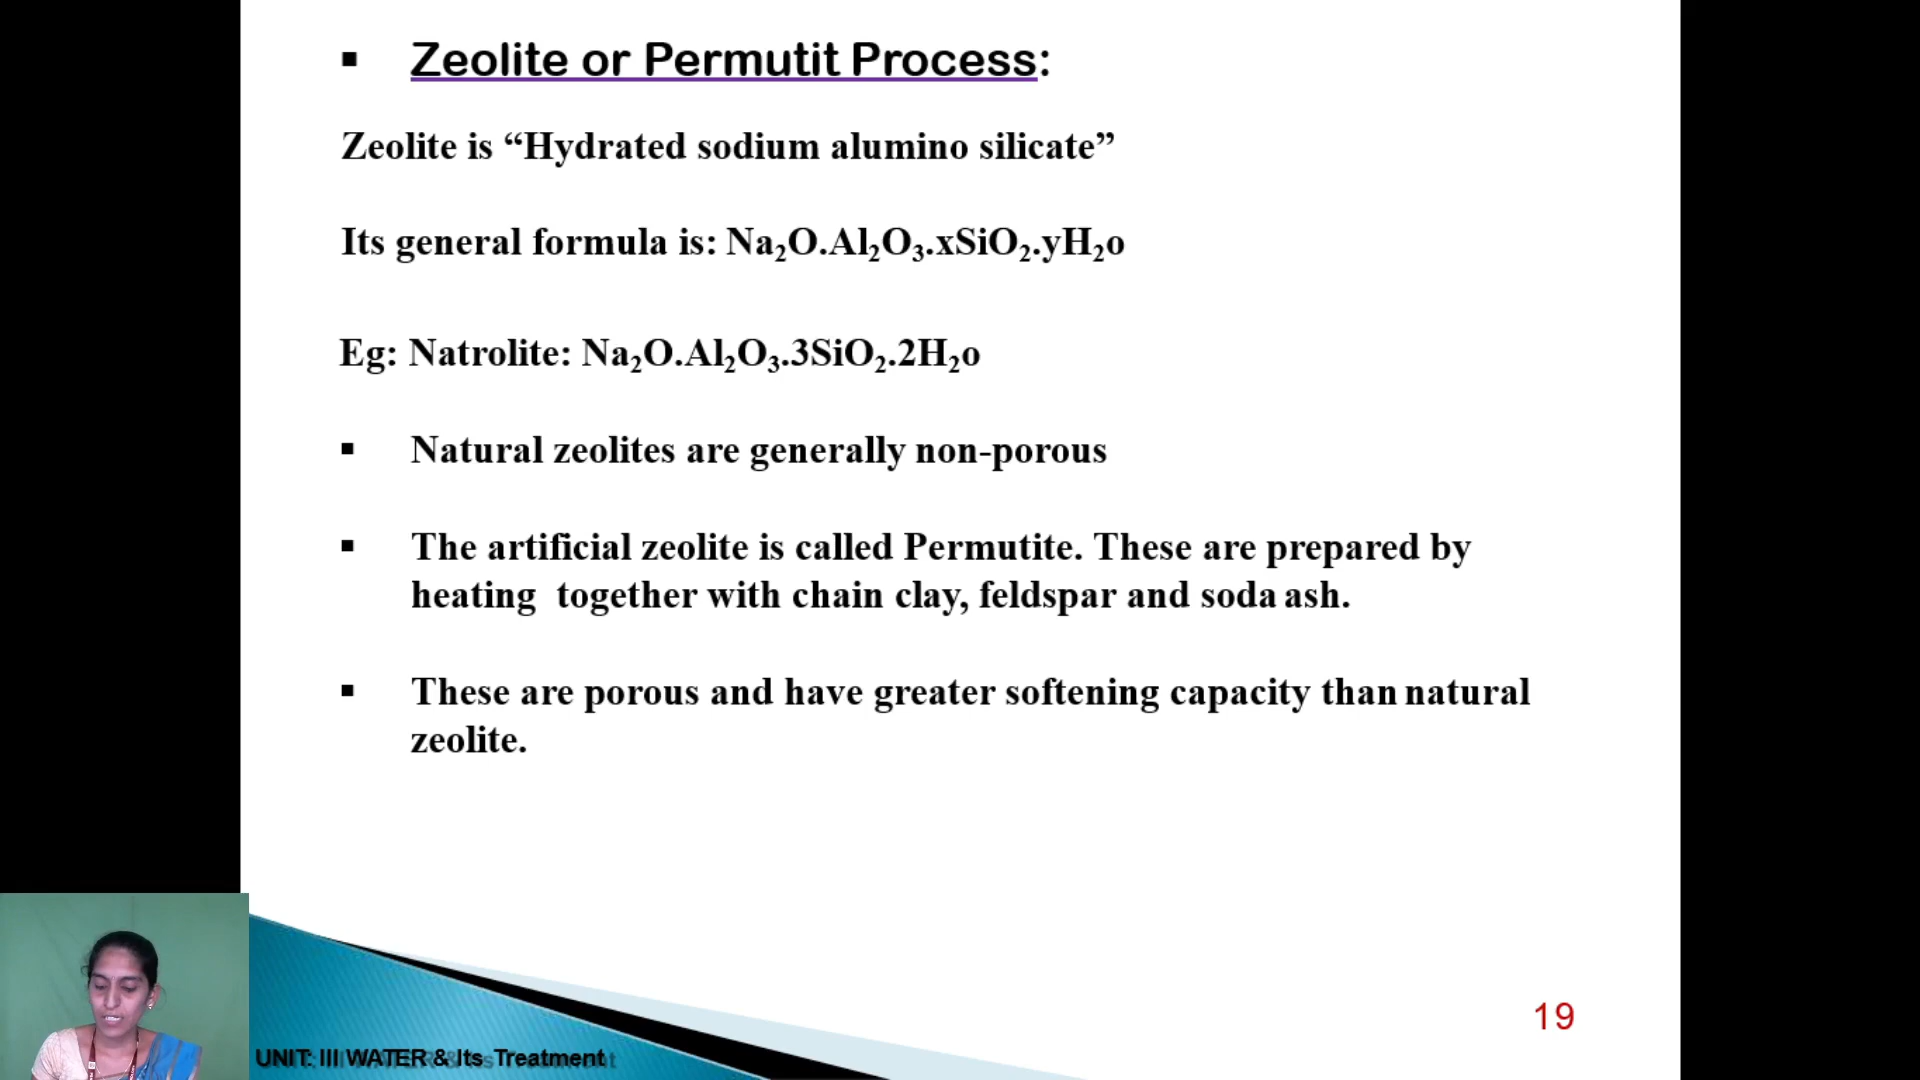 ▪ Zeolite or Permutit Process:
Zeolite is “Hydrated sodium alumino silicate”
Its general formula is: Na₂O.Al₂O₃.xSiO₂.yH₂o
Eg: Natrolite: Na₂O.Al₂O₃.3SiO₂.2H₂o
▪ Natural zeolites are generally non-porous
▪ The artificial zeolite is called Permutite. These are prepared by
heating together with chain clay, feldspar and soda ash.
▪ These are porous and have greater softening capacity than natural
zeolite.
19
UNIT: III WATER & Its Treatment